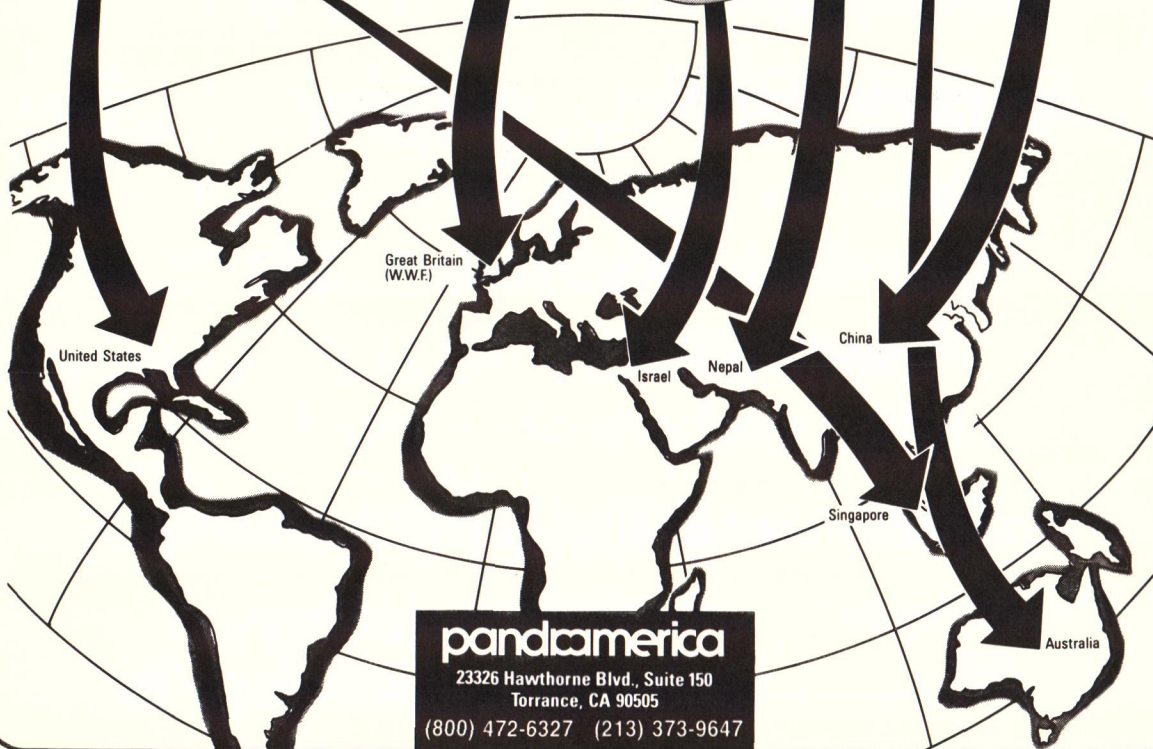 Great Britain
(W.W.F.)
United States
China
Israel
Nepal
Singapore
Australia
pandaamerica
23326 Hawthorne Blvd., Suite 150
Torrance, CA 90505
(800) 472-6327 (213) 373-9647